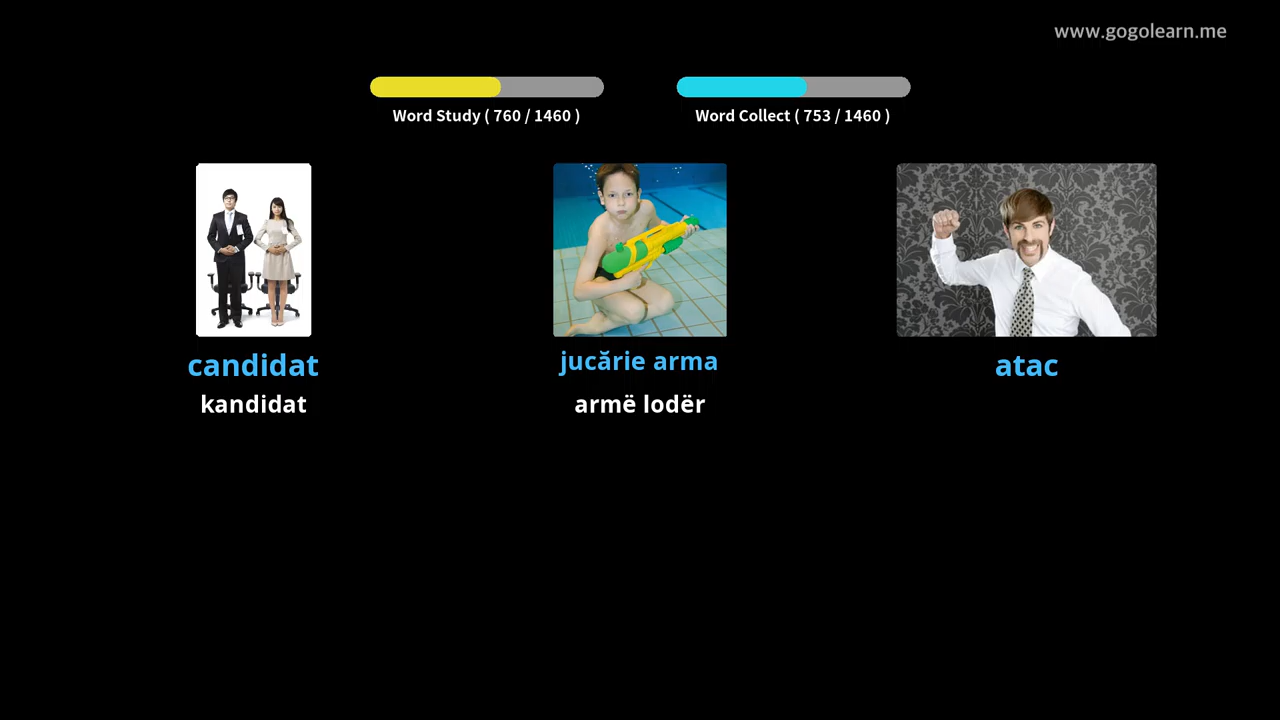 www.gogolearn.me
Word Study ( 760 / 1460 )
Word Collect ( 753 / 1460 )
candidat
kandidat
jucărie arma
armë lodër
atac